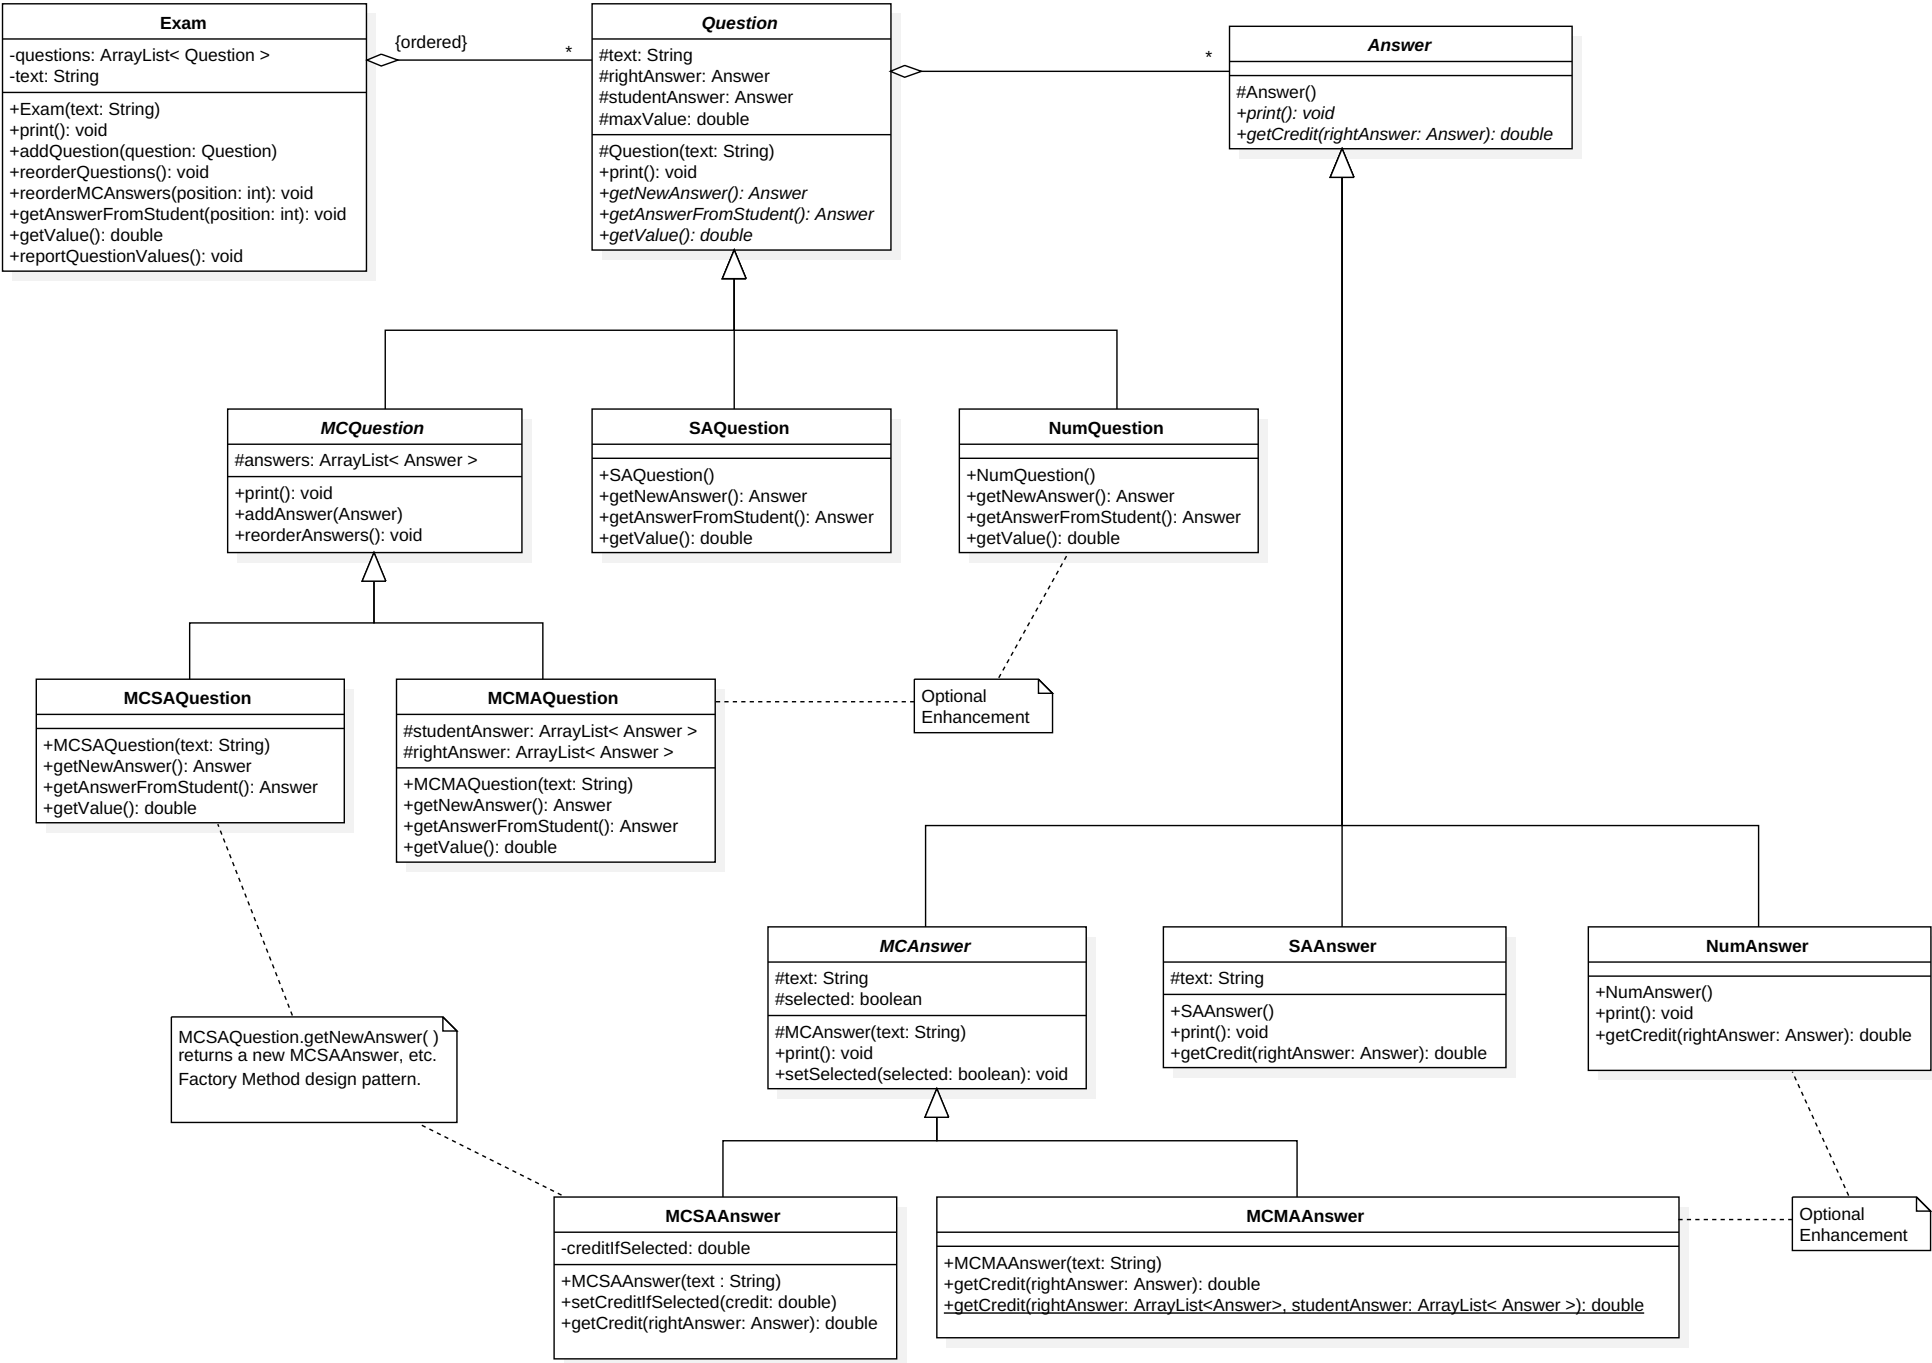 Exam
-questions: ArrayList< Question >
-text: String
+Exam(text: String)
+print(): void
+addQuestion(question: Question)
+reorderQuestions(): void
+reorderMCAnswers(position: int): void
+getAnswerFromStudent(position: int): void
+getValue(): double
+reportQuestionValues(): void
{ordered}
*
Question
#text: String
#rightAnswer: Answer
#studentAnswer: Answer
#maxValue: double
#Question(text: String)
+print(): void
+getNewAnswer(): Answer
+getAnswerFromStudent(): Answer
+getValue(): double
*
Answer
#Answer()
+print(): void
+getCredit(rightAnswer: Answer): double
MCQuestion
#answers: ArrayList< Answer >
+print(): void
+addAnswer(Answer)
+reorderAnswers(): void
SAQuestion
+SAQuestion()
+getNewAnswer(): Answer
+getAnswerFromStudent(): Answer
+getValue(): double
NumQuestion
+NumQuestion()
+getNewAnswer(): Answer
+getAnswerFromStudent(): Answer
+getValue(): double
MCSAQuestion
+MCSAQuestion(text: String)
+getNewAnswer(): Answer
+getAnswerFromStudent(): Answer
+getValue(): double
MCMAQuestion
#studentAnswer: ArrayList< Answer >
#rightAnswer: ArrayList< Answer >
+MCMAQuestion(text: String)
+getNewAnswer(): Answer
+getAnswerFromStudent(): Answer
+getValue(): double
Optional
Enhancement
MCAnswer
#text: String
#selected: boolean
#MCAnswer(text: String)
+print(): void
+setSelected(selected: boolean): void
SAAnswer
#text: String
+SAAnswer()
+print(): void
+getCredit(rightAnswer: Answer): double
NumAnswer
+NumAnswer()
+print(): void
+getCredit(rightAnswer: Answer): double
MCSAQuestion.getNewAnswer( )
returns a new MCSAAnswer, etc.
Factory Method design pattern.
MCSAAnswer
-creditIfSelected: double
+MCSAAnswer(text : String)
+setCreditIfSelected(credit: double)
+getCredit(rightAnswer: Answer): double
MCMAAnswer
+MCMAAnswer(text: String)
+getCredit(rightAnswer: Answer): double
+getCredit(rightAnswer: ArrayList<Answer>, studentAnswer: ArrayList< Answer >): double
Optional
Enhancement